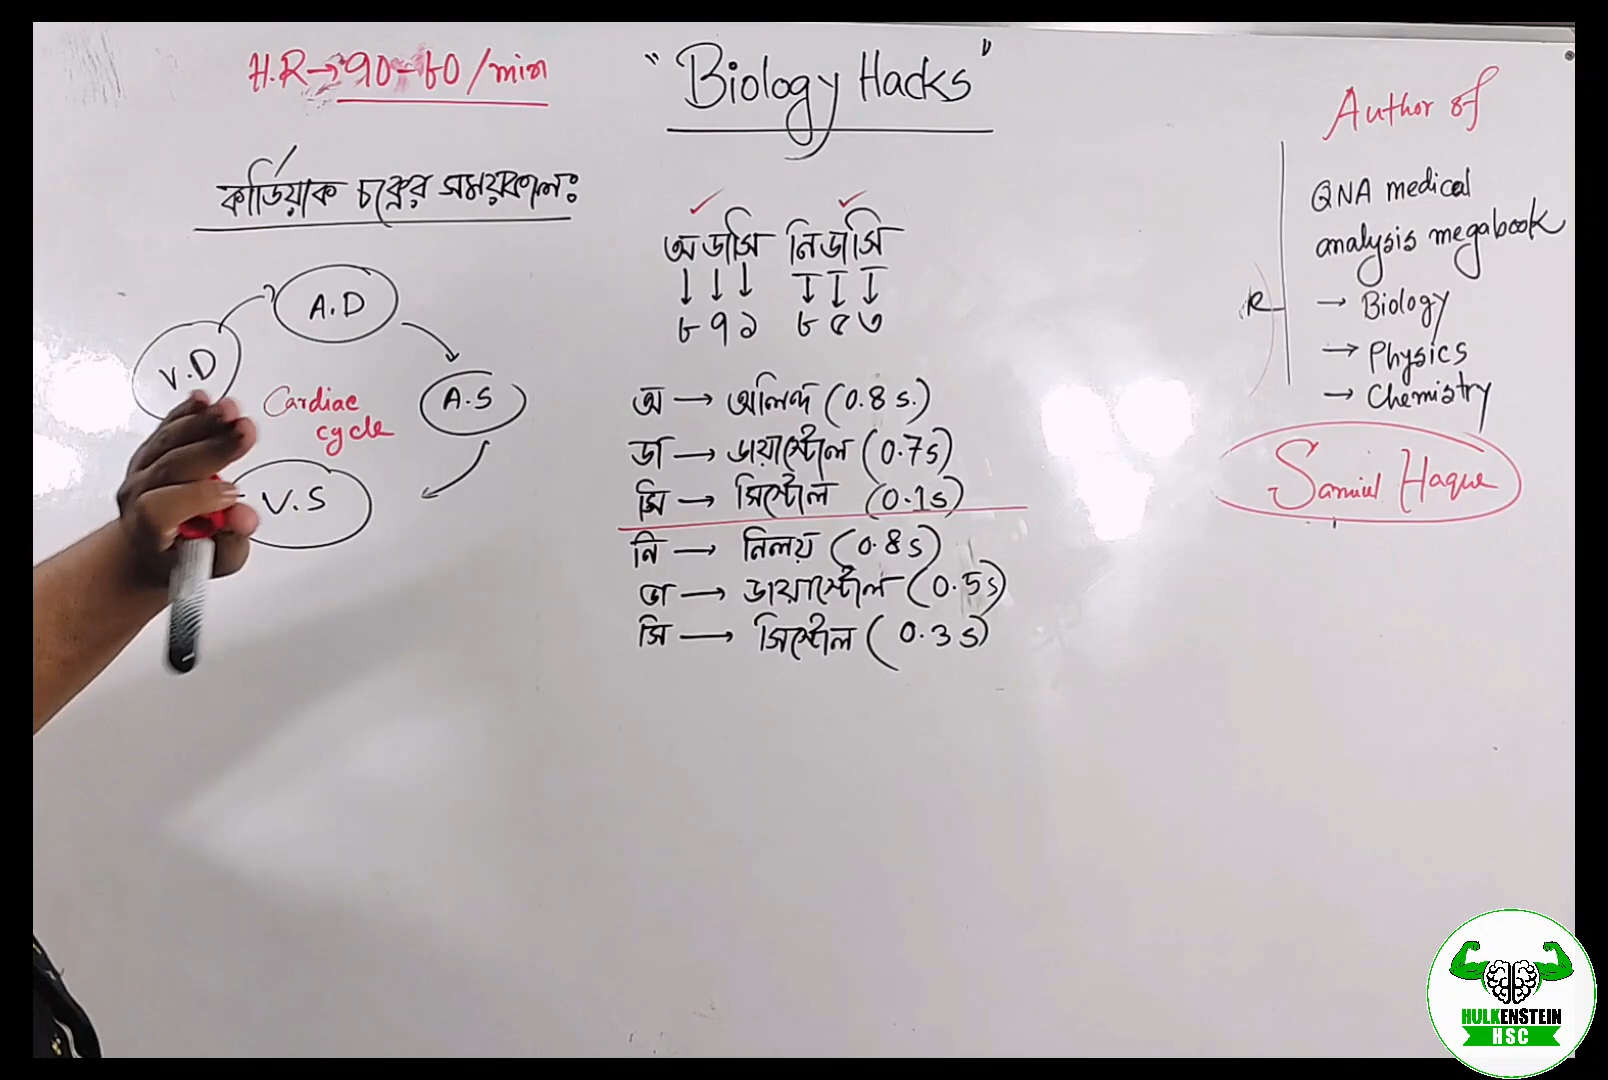 H.R → ৭০-৮০/min
"Biology Hacks"
কার্ডিয়াক চক্রের সময়কালঃ
A.D
V.D
A.S
V.S
Cardiac
cycle
অডাসি নিডাসি
৮ ৭ ১ ৮ ৫ ৩
অ → অলিন্দ (0.8 s.)
ডা → ডায়াস্টোল (0.7s)
সি → সিস্টোল (0.1s)
নি → নিলয় (0.8s)
ডা → ডায়াস্টোল (0.5s)
সি → সিস্টোল (0.3s)
Author of
QNA medical
analysis megabook
→ Biology
→ Physics
→ Chemistry
Samiul Haque
HULKENSTEIN
HSC